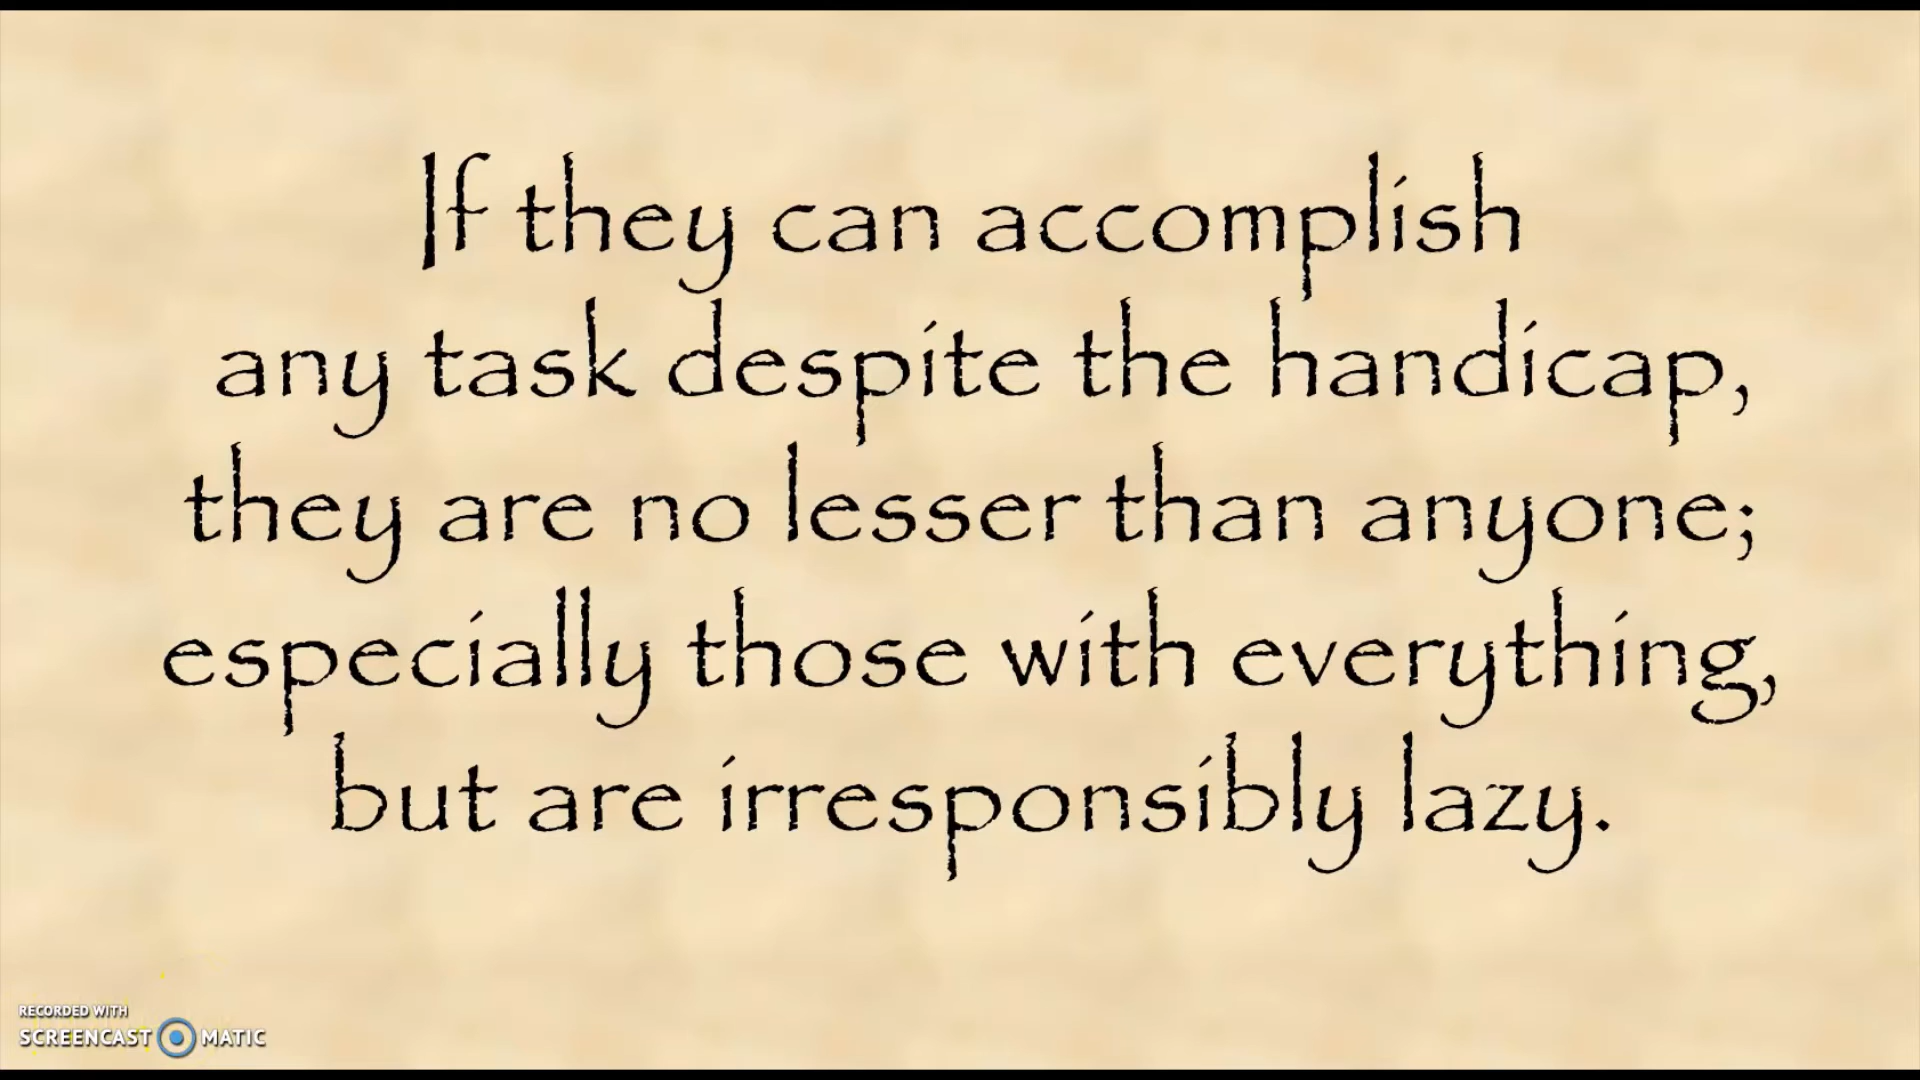 If they can accomplish
any task despite the handicap,
they are no lesser than anyone;
especially those with everything,
but are irresponsibly lazy.
RECORDED WITH
SCREENCAST MATIC